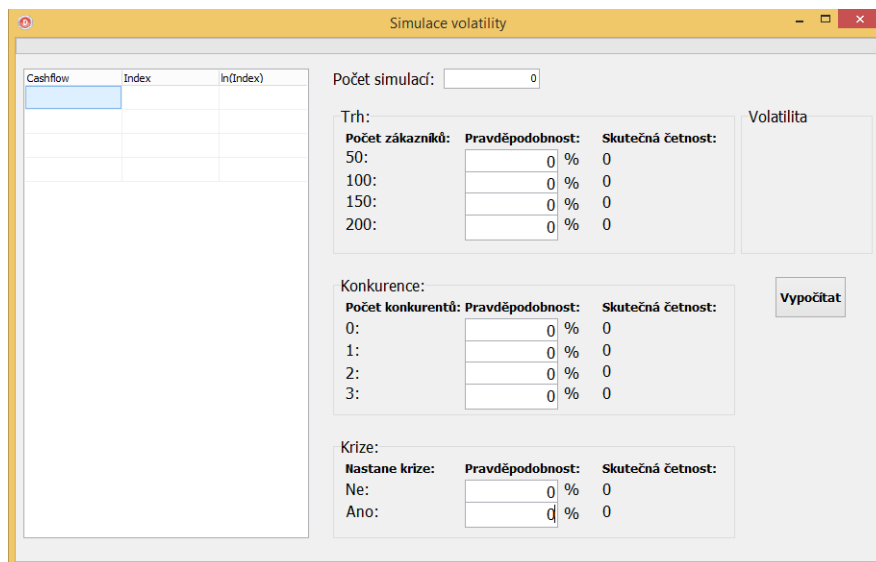 Simulace volatility
Cashflow Index ln(Index)
Počet simulací: 0
Trh:
Počet zákazníků: Pravděpodobnost: Skutečná četnost:
50: 0 % 0
100: 0 % 0
150: 0 % 0
200: 0 % 0
Volatilita
Konkurence:
Počet konkurentů: Pravděpodobnost: Skutečná četnost:
0: 0 % 0
1: 0 % 0
2: 0 % 0
3: 0 % 0
Vypočítat
Krize:
Nastane krize: Pravděpodobnost: Skutečná četnost:
Ne: 0 % 0
Ano: 0 % 0